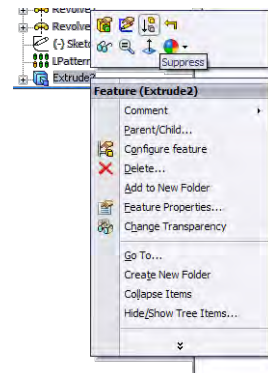 Revolve
Revolve
(-) Sket
LPattern
Extrude2
Suppress
Feature (Extrude2)
Comment
Parent/Child...
Configure feature
Delete...
Add to New Folder
Feature Properties...
Change Transparency
Go To...
Create New Folder
Collapse Items
Hide/Show Tree Items...